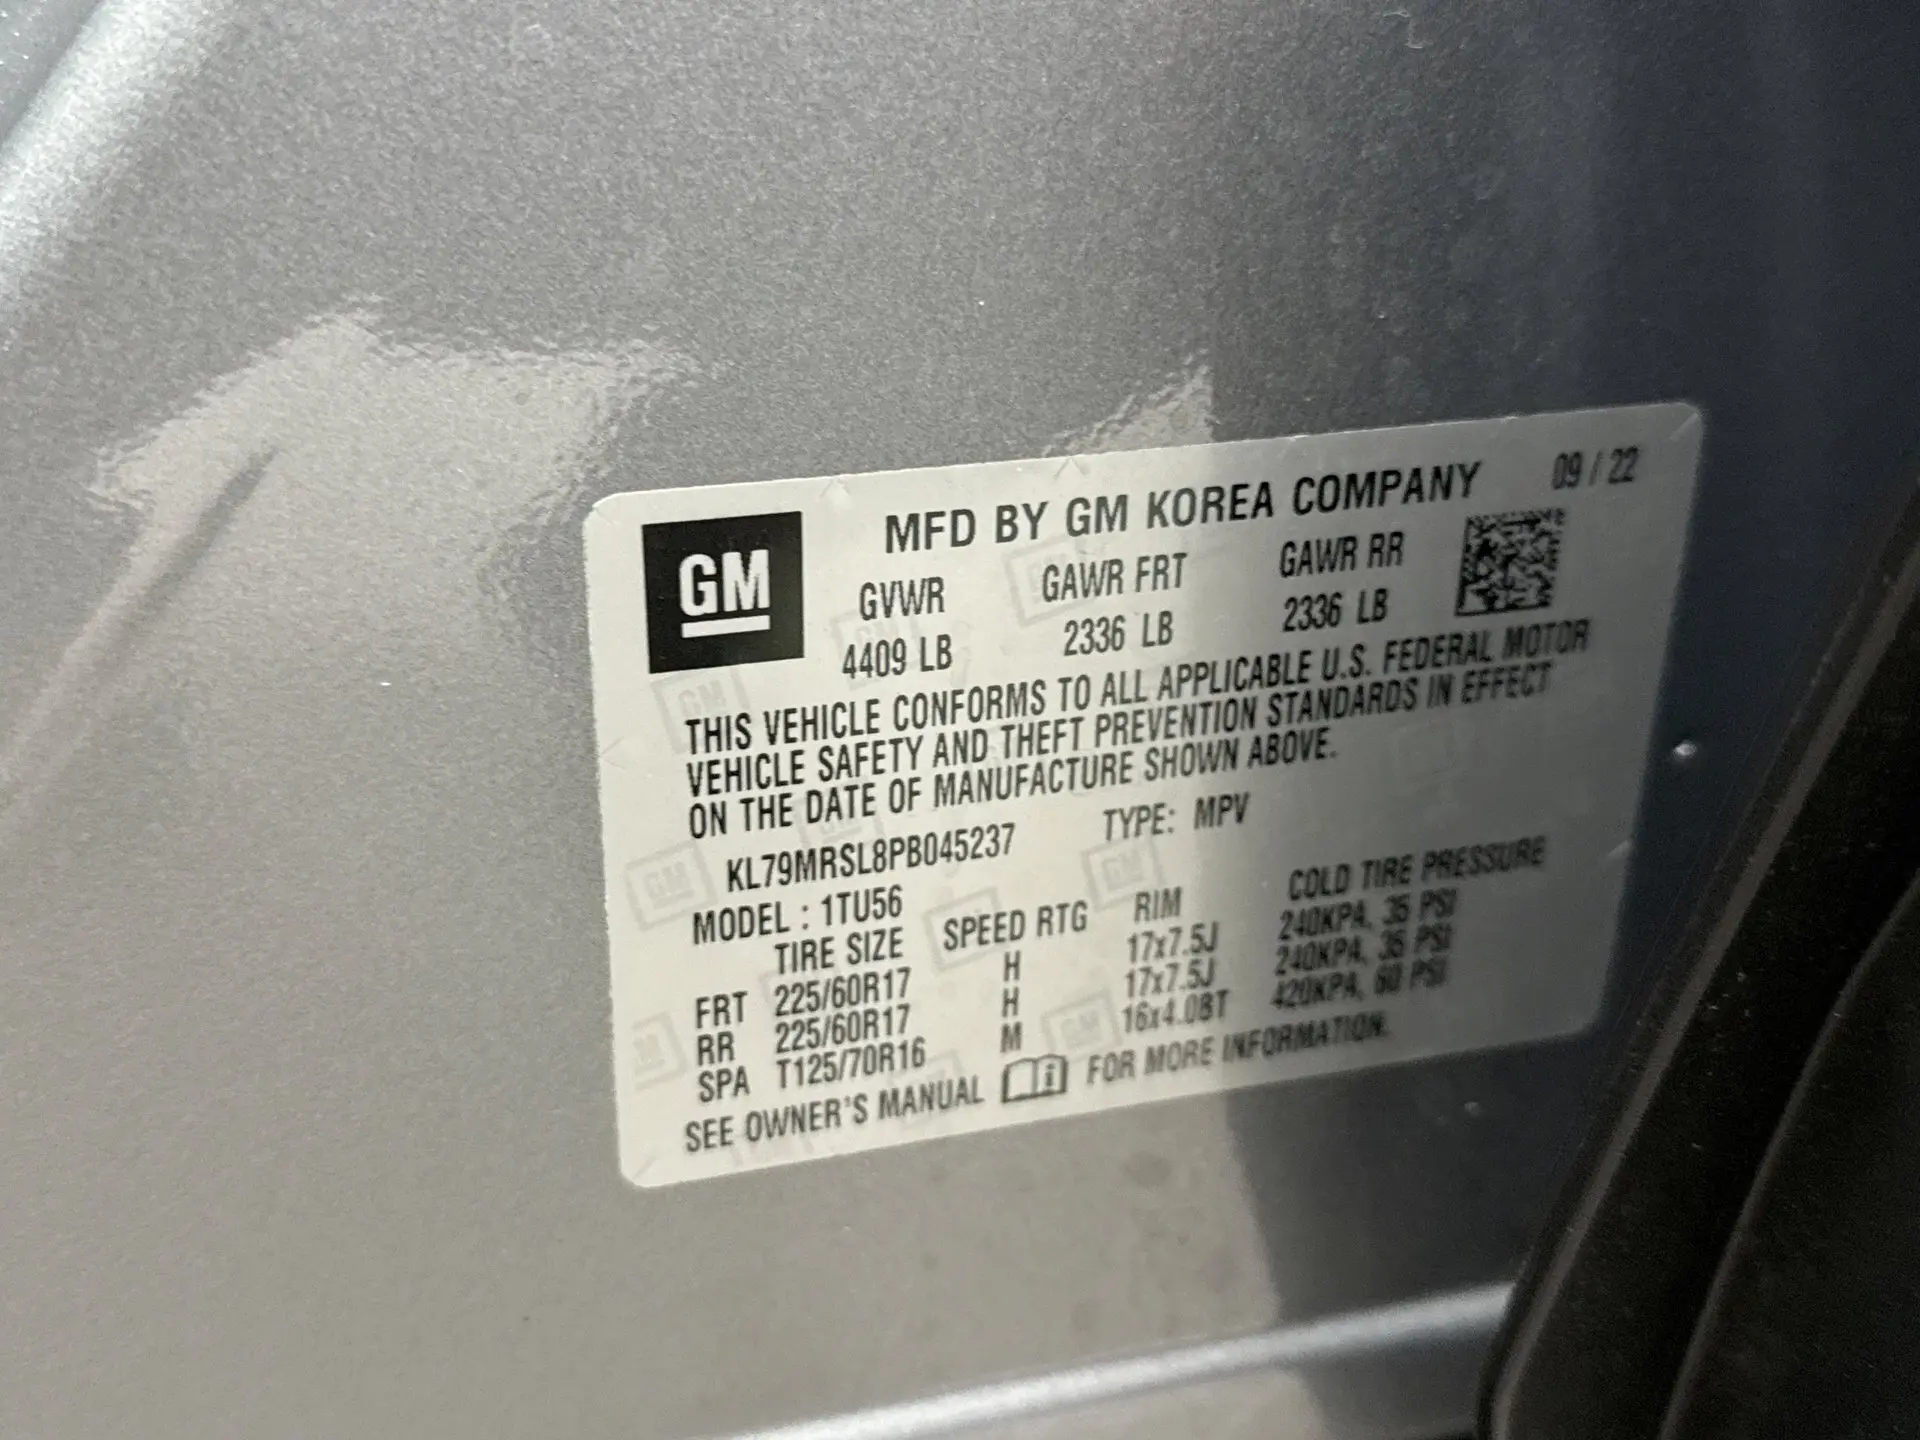 MFD BY GM KOREA COMPANY 09 / 22
GM
GVWR GAWR FRT GAWR RR
4409 LB 2336 LB 2336 LB
THIS VEHICLE CONFORMS TO ALL APPLICABLE U.S. FEDERAL MOTOR
VEHICLE SAFETY AND THEFT PREVENTION STANDARDS IN EFFECT
ON THE DATE OF MANUFACTURE SHOWN ABOVE.
KL79MRSL8PB045237 TYPE: MPV
MODEL : 1TU56
TIRE SIZE SPEED RTG RIM COLD TIRE PRESSURE
FRT 225/60R17 H 17x7.5J 240KPA, 35 PSI
RR 225/60R17 H 17x7.5J 240KPA, 35 PSI
SPA T125/70R16 M 16x4.0BT 420KPA, 60 PSI
SEE OWNER'S MANUAL FOR MORE INFORMATION.